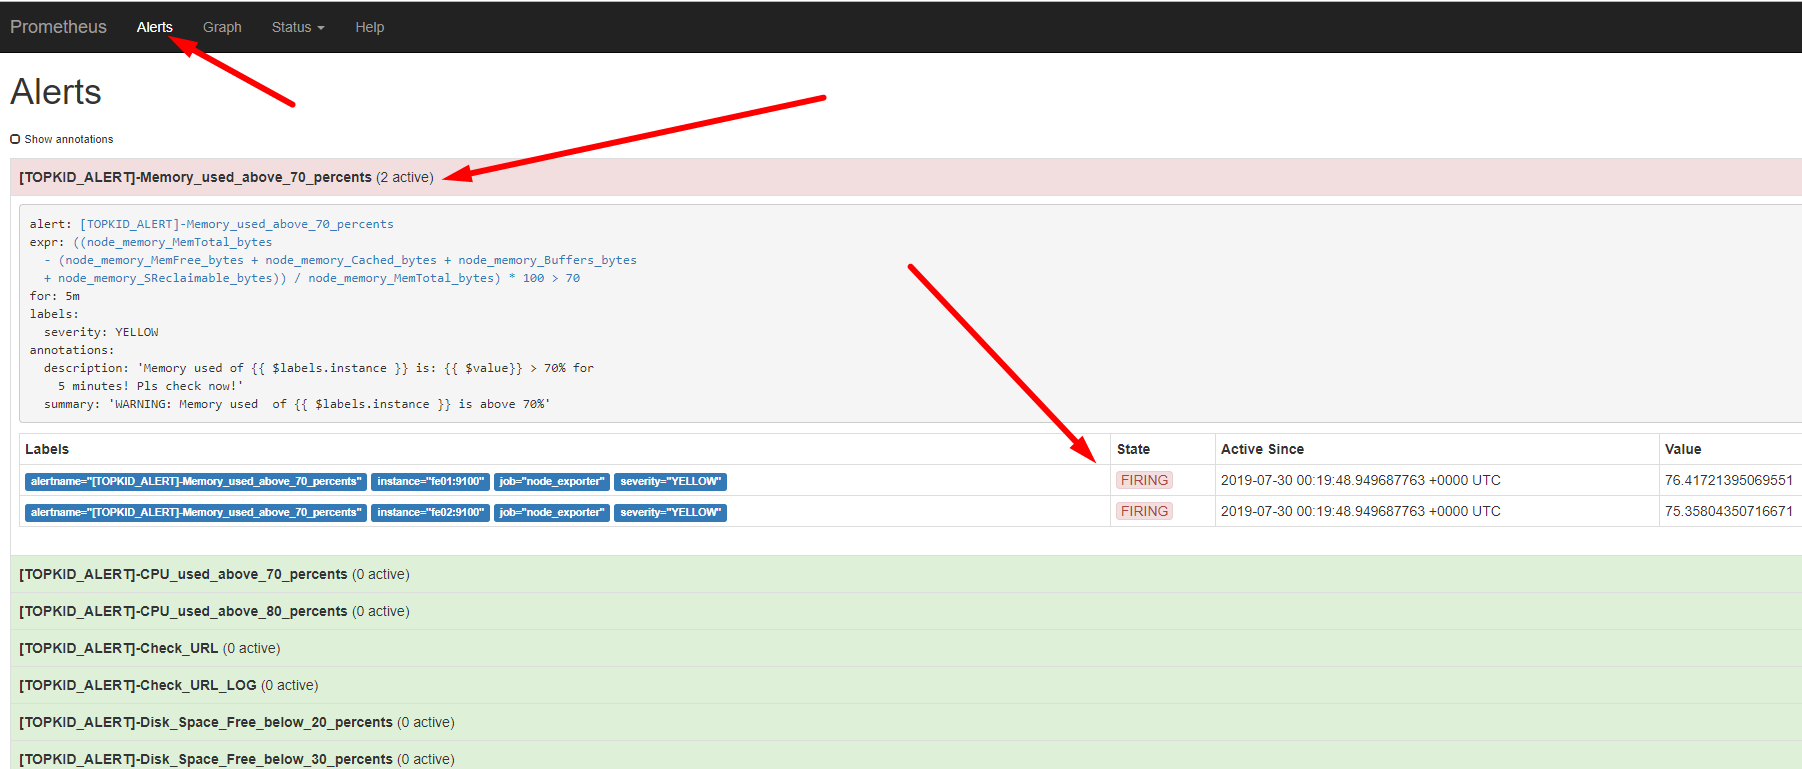 Prometheus Alerts Graph Status Help
Alerts
Show annotations
[TOPKID_ALERT]-Memory_used_above_70_percents (2 active)
alert: [TOPKID_ALERT]-Memory_used_above_70_percents
expr: ((node_memory_MemTotal_bytes
- (node_memory_MemFree_bytes + node_memory_Cached_bytes + node_memory_Buffers_bytes
+ node_memory_SReclaimable_bytes)) / node_memory_MemTotal_bytes) * 100 > 70
for: 5m
labels:
severity: YELLOW
annotations:
description: 'Memory used of {{ $labels.instance }} is: {{ $value}} > 70% for
5 minutes! Pls check now!'
summary: 'WARNING: Memory used  of {{ $labels.instance }} is above 70%'
Labels State Active Since Value
alertname="[TOPKID_ALERT]-Memory_used_above_70_percents" instance="fe01:9100" job="node_exporter" severity="YELLOW" FIRING 2019-07-30 00:19:48.949687763 +0000 UTC 76.41721395069551
alertname="[TOPKID_ALERT]-Memory_used_above_70_percents" instance="fe02:9100" job="node_exporter" severity="YELLOW" FIRING 2019-07-30 00:19:48.949687763 +0000 UTC 75.35804350716671
[TOPKID_ALERT]-CPU_used_above_70_percents (0 active)
[TOPKID_ALERT]-CPU_used_above_80_percents (0 active)
[TOPKID_ALERT]-Check_URL (0 active)
[TOPKID_ALERT]-Check_URL_LOG (0 active)
[TOPKID_ALERT]-Disk_Space_Free_below_20_percents (0 active)
[TOPKID_ALERT]-Disk_Space_Free_below_30_percents (0 active)